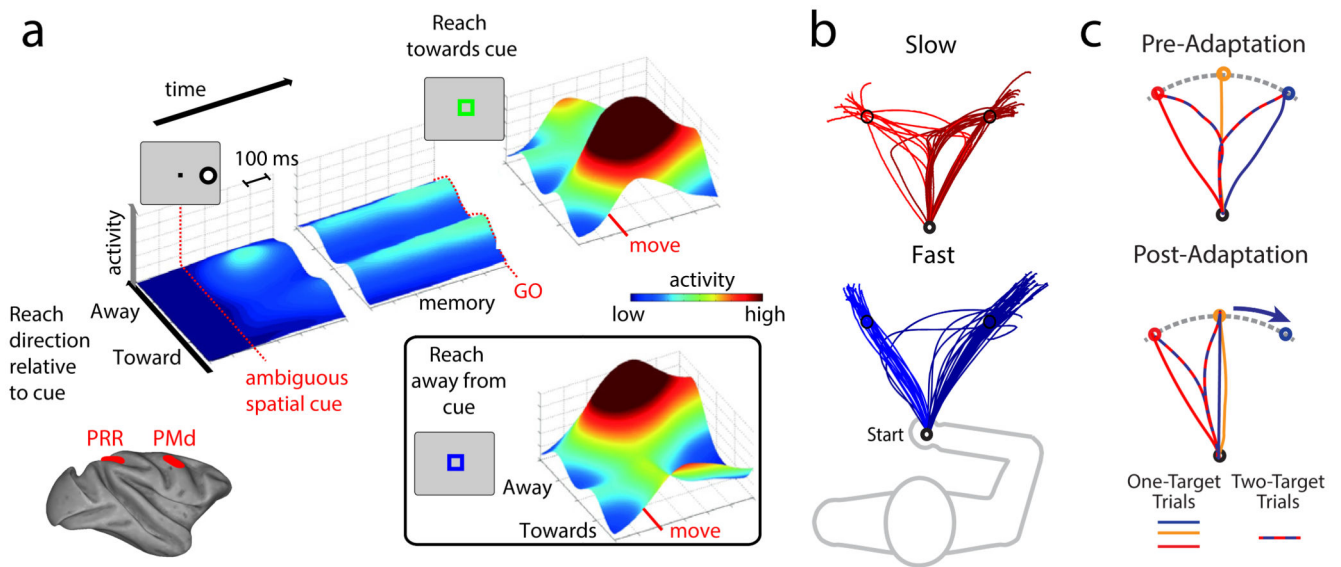 a
Reach
towards cue
time
100 ms
activity
move
GO
memory
activity
low
high
Away
Toward
Reach
direction
relative
to cue
ambiguous
spatial cue
PRR
PMd
Reach
away from
cue
Away
Towards
move
b
Slow
Fast
Start
c
Pre-Adaptation
Post-Adaptation
One-Target
Trials
Two-Target
Trials